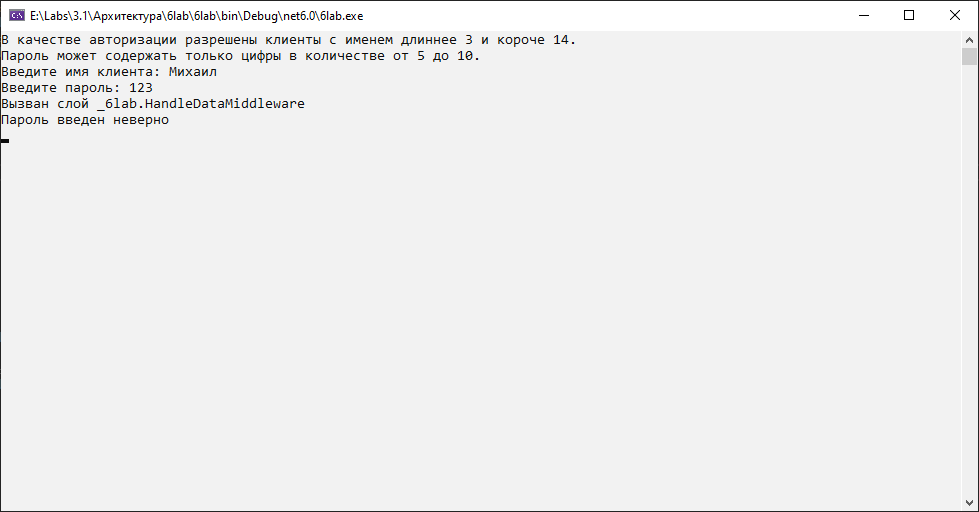 E:\Labs\3.1\Архитектура\6lab\6lab\bin\Debug\net6.0\6lab.exe
В качестве авторизации разрешены клиенты с именем длиннее 3 и короче 14.
Пароль может содержать только цифры в количестве от 5 до 10.
Введите имя клиента: Михаил
Введите пароль: 123
Вызван слой _6lab.HandleDataMiddleware
Пароль введен неверно